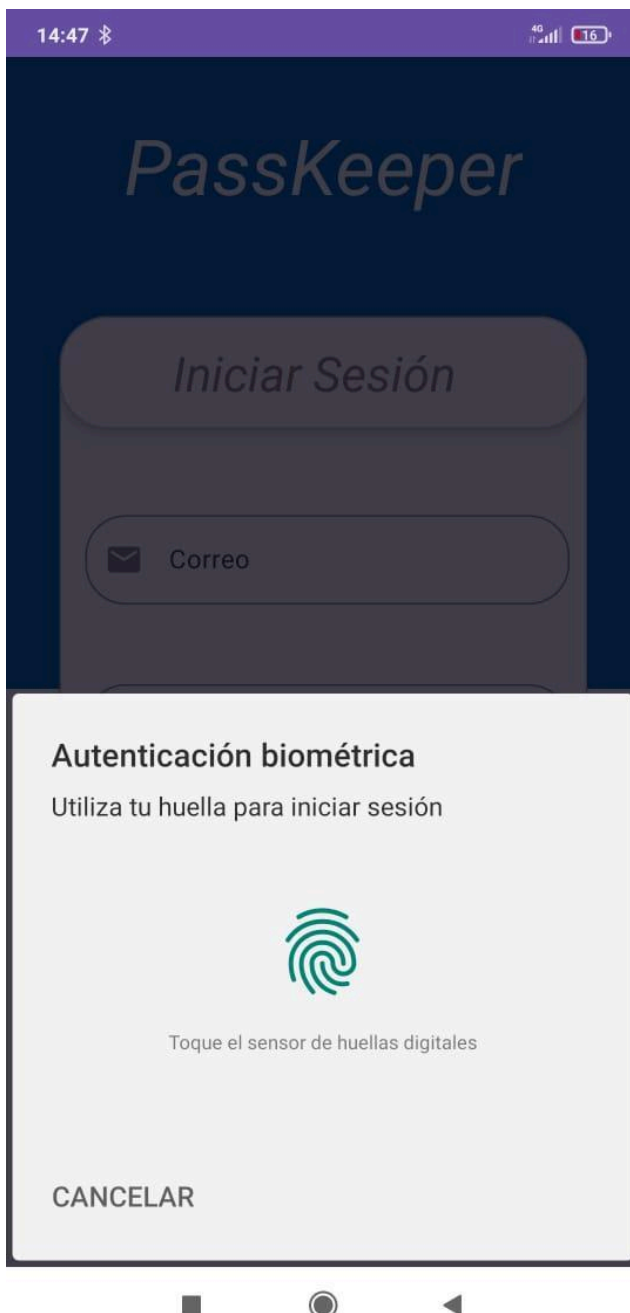 14:47
4G
16
PassKeeper
Iniciar Sesión
Correo
Autenticación biométrica
Utiliza tu huella para iniciar sesión
Toque el sensor de huellas digitales
CANCELAR